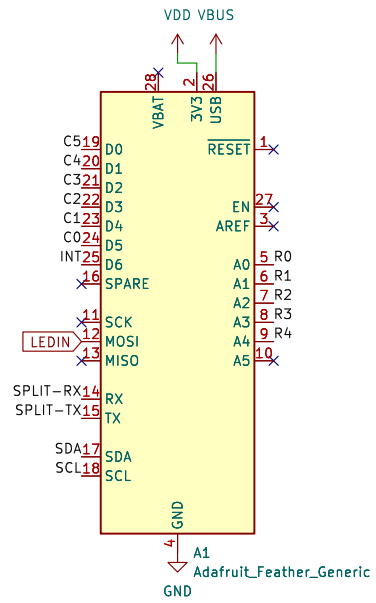 VDD VBUS
28 2 26
VBAT 3V3 USB
C5 19 D0 RESET 1
C4 20 D1
C3 21 D2
C2 22 D3 EN 27
C1 23 D4 AREF 3
C0 24 D5
INT 25 D6 A0 5 R0
16 SPARE A1 6 R1
A2 7 R2
11 SCK A3 8 R3
LEDIN 12 MOSI A4 9 R4
13 MISO A5 10
SPLIT-RX 14 RX
SPLIT-TX 15 TX
SDA 17 SDA
SCL 18 SCL
GND
4 A1
Adafruit_Feather_Generic
GND